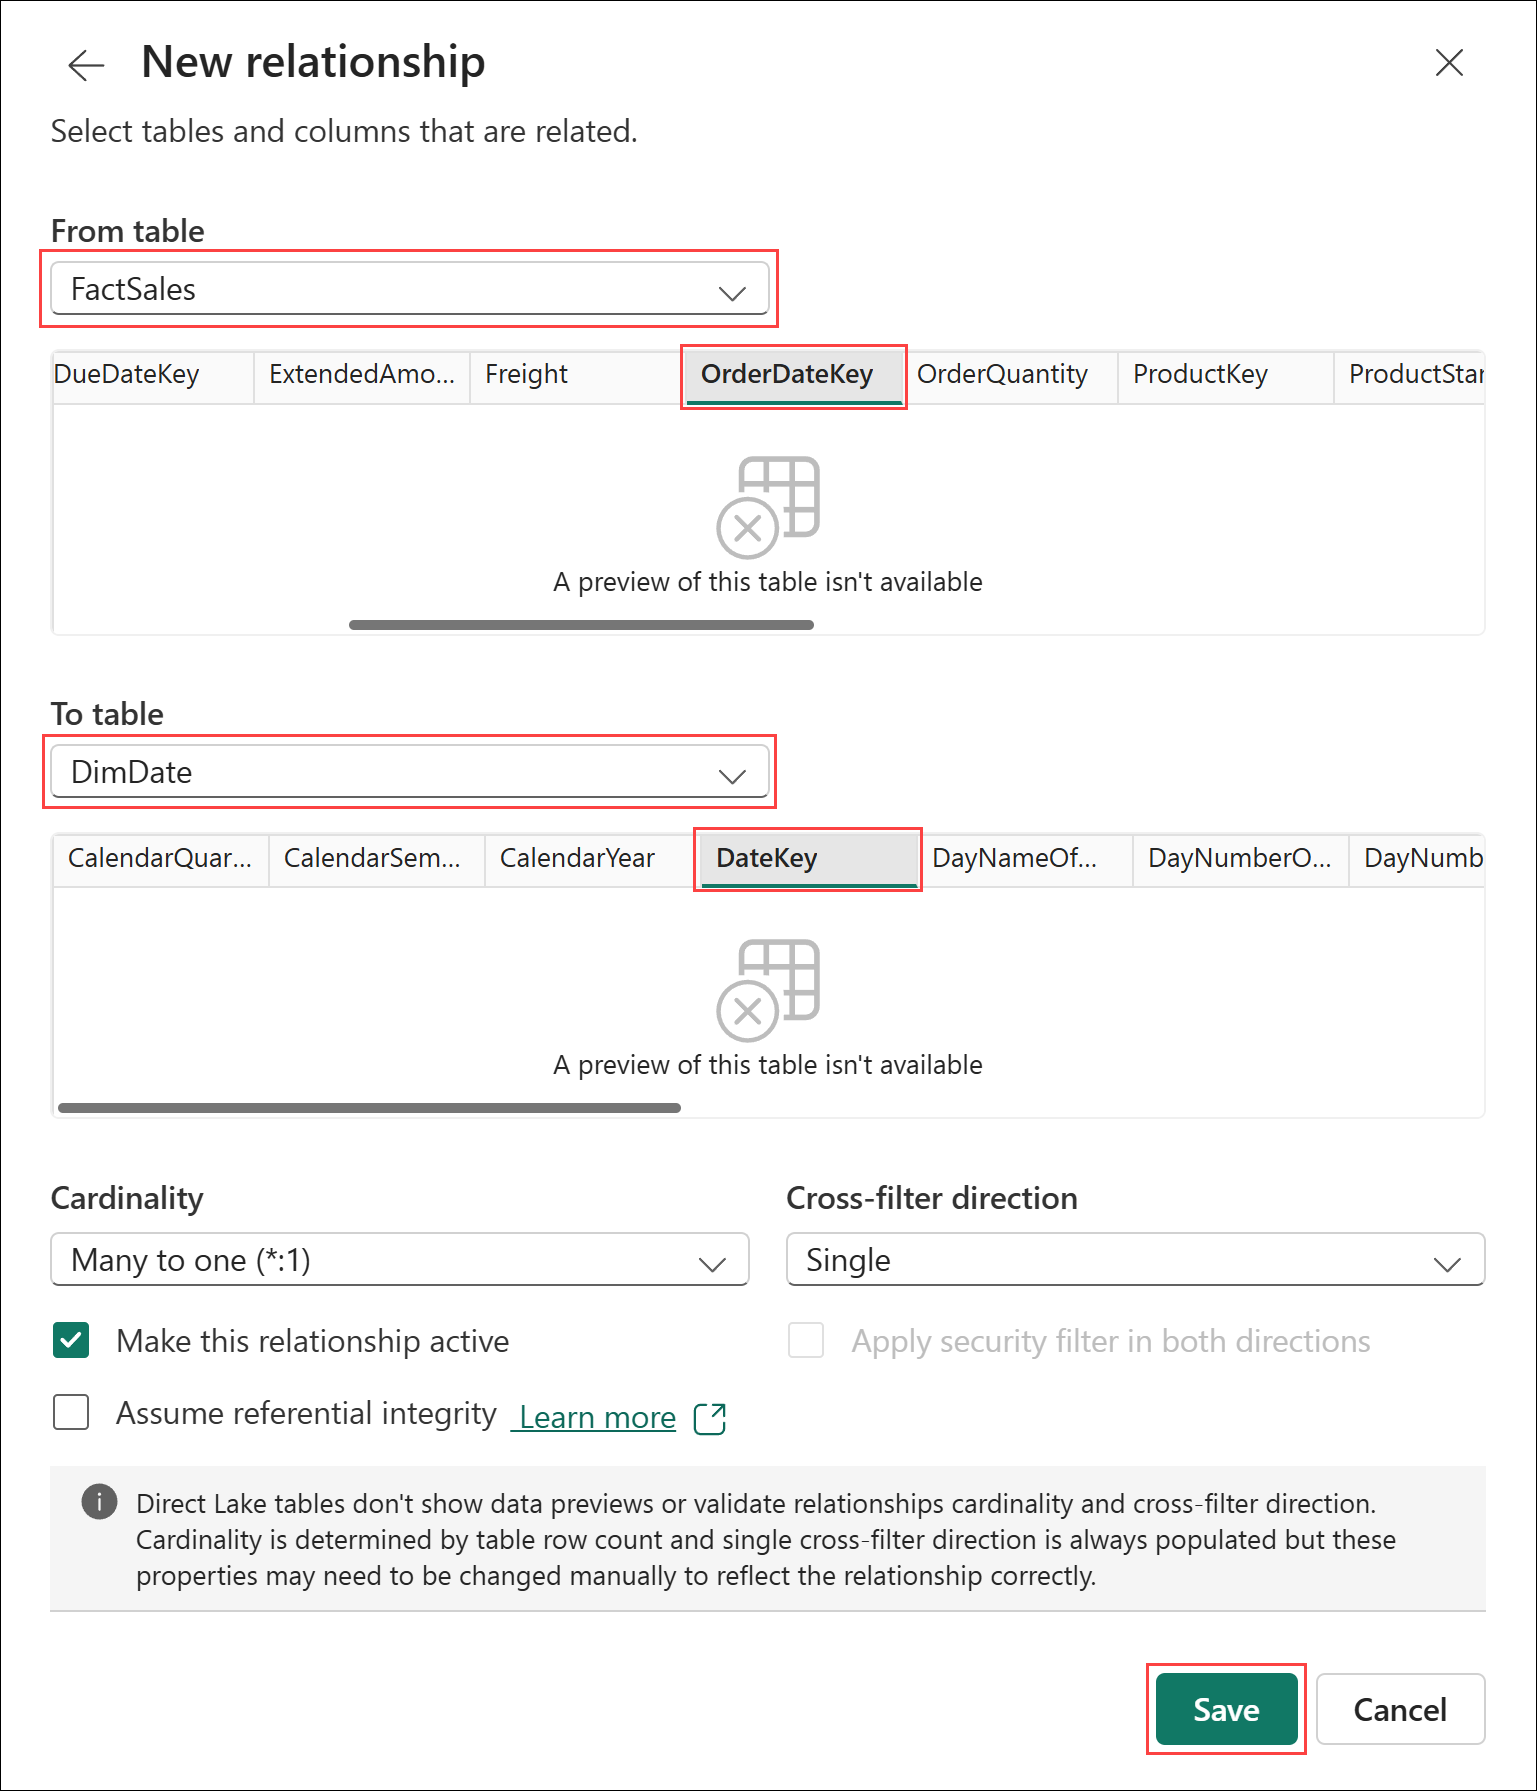 New relationship
Select tables and columns that are related.
From table
FactSales
DueDateKey ExtendedAmo... Freight OrderDateKey OrderQuantity ProductKey ProductStar
A preview of this table isn't available
To table
DimDate
CalendarQuar... CalendarSem... CalendarYear DateKey DayNameOf... DayNumberO... DayNumb
A preview of this table isn't available
Cardinality Cross-filter direction
Many to one (*:1) Single
Make this relationship active Apply security filter in both directions
Assume referential integrity Learn more
Direct Lake tables don't show data previews or validate relationships cardinality and cross-filter direction.
Cardinality is determined by table row count and single cross-filter direction is always populated but these
properties may need to be changed manually to reflect the relationship correctly.
Save Cancel